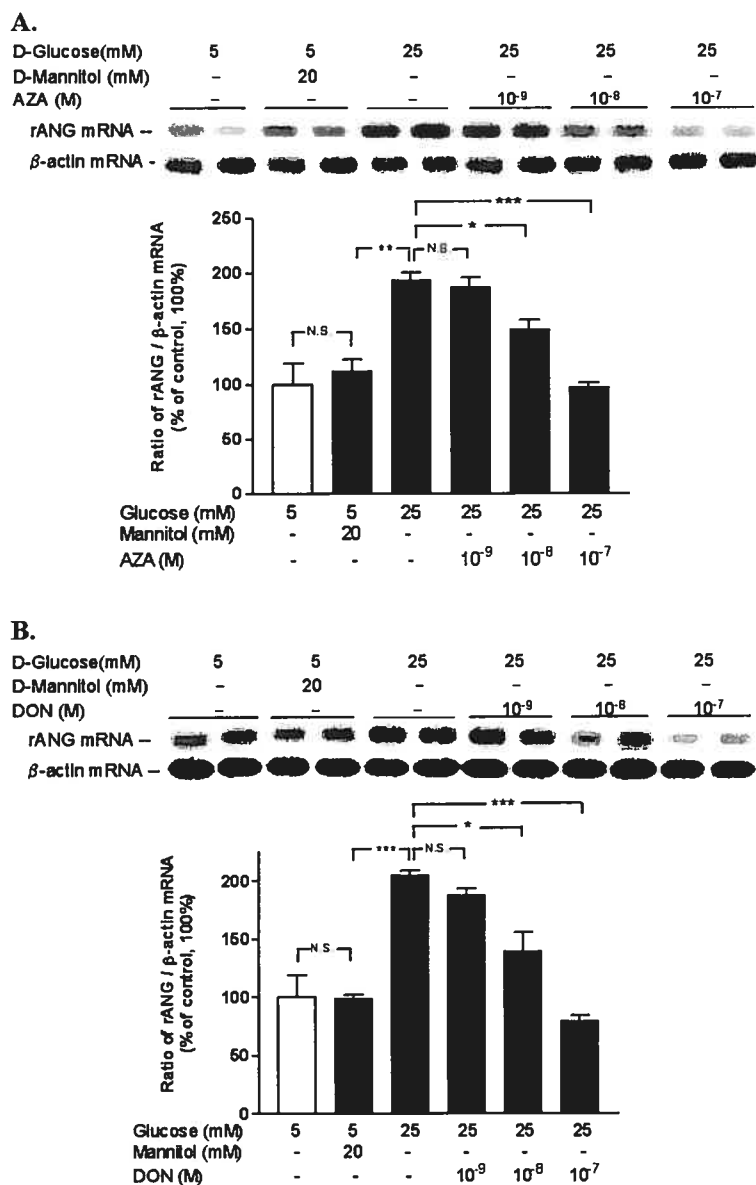 A.
D-Glucose(mM) 5 5 25 25 25 25
D-Mannitol (mM) - 20 - - - -
AZA (M) - - - 10⁻⁹ 10⁻⁸ 10⁻⁷
rANG mRNA --
β-actin mRNA -
***
*
** N.S
N.S.
Ratio of rANG / β-actin mRNA
(% of control, 100%)
250
200
150
100
50
0
Glucose (mM) 5 5 25 25 25 25
Mannitol (mM) - 20 - - - -
AZA (M) - - - 10⁻⁹ 10⁻⁸ 10⁻⁷
B.
D-Glucose(mM) 5 5 25 25 25 25
D-Mannitol (mM) - 20 - - - -
DON (M) - - - 10⁻⁹ 10⁻⁸ 10⁻⁷
rANG mRNA –
β-actin mRNA –
***
*
*** N.S.
N.S.
Ratio of rANG / β-actin mRNA
(% of control, 100%)
200
150
100
50
0
Glucose (mM) 5 5 25 25 25 25
Mannitol (mM) - 20 - - - -
DON (M) - - - 10⁻⁹ 10⁻⁸ 10⁻⁷